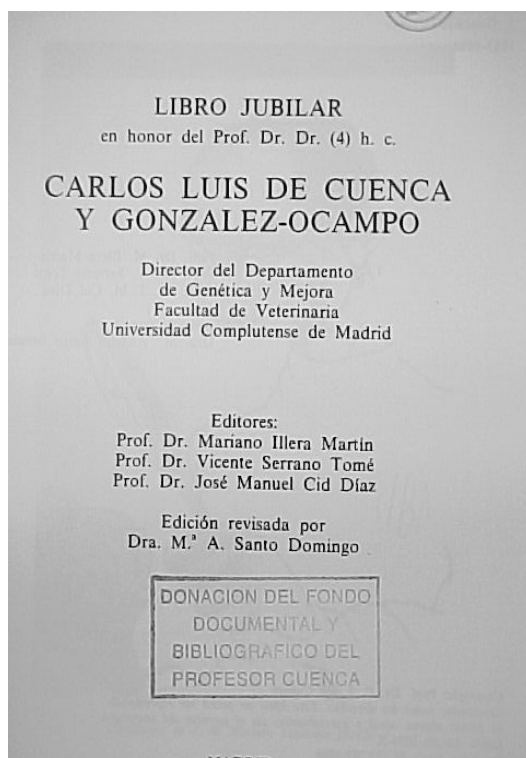 LIBRO JUBILAR
en honor del Prof. Dr. Dr. (4) h. c.
CARLOS LUIS DE CUENCA
Y GONZALEZ-OCAMPO
Director del Departamento
de Genética y Mejora
Facultad de Veterinaria
Universidad Complutense de Madrid
Editores:
Prof. Dr. Mariano Illera Martín
Prof. Dr. Vicente Serrano Tomé
Prof. Dr. José Manuel Cid Díaz
Edición revisada por
Dra. M.ª A. Santo Domingo
DONACION DEL FONDO
DOCUMENTAL Y
BIBLIOGRAFICO DEL
PROFESOR CUENCA